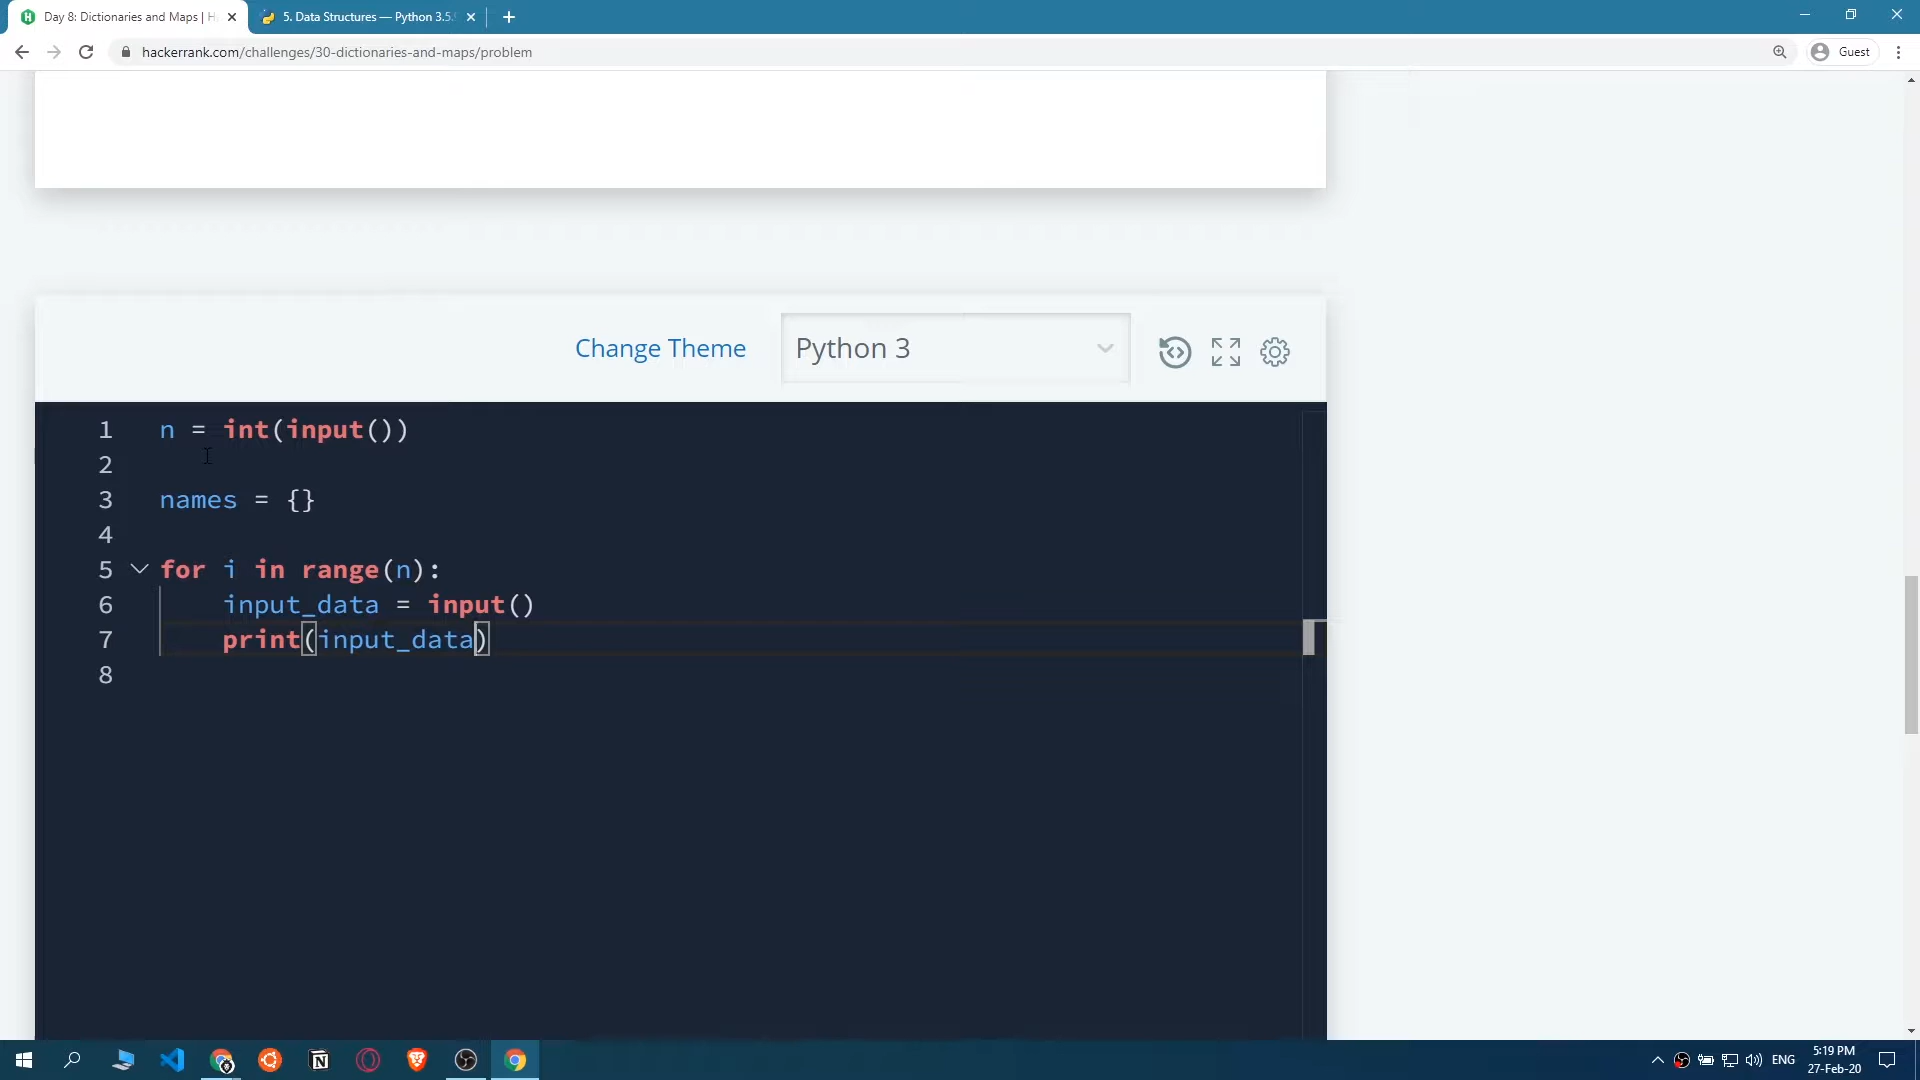 Day 8: Dictionaries and Maps | H
5. Data Structures — Python 3.5.
hackerrank.com/challenges/30-dictionaries-and-maps/problem
Guest
Change Theme
Python 3
1 n = int(input())
2
3 names = {}
4
5 for i in range(n):
6 input_data = input()
7 print(input_data)
8
ENG
5:19 PM
27-Feb-20